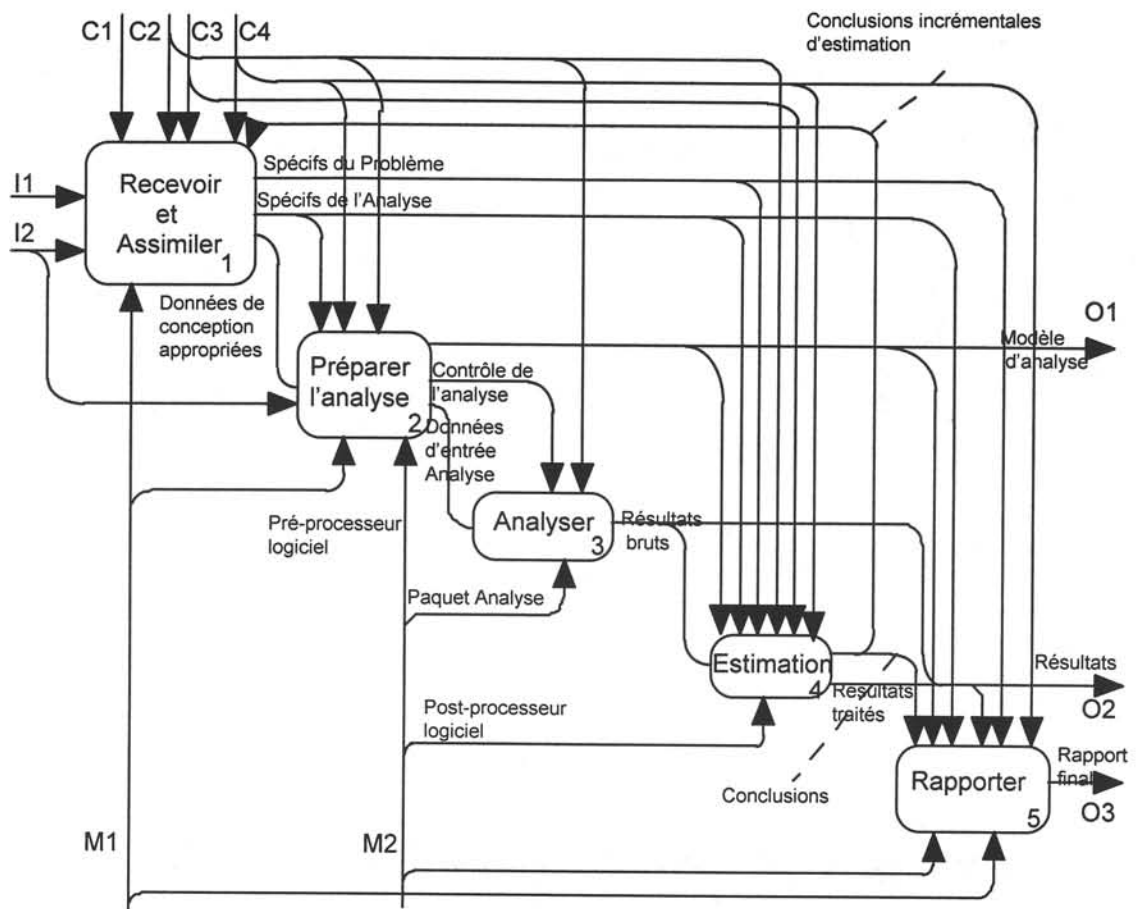 C1
C2
C3
C4
Conclusions incrémentales
d'estimation
I1
I2
Recevoir
et
Assimiler
1
Spécifs du Problème
Spécifs de l'Analyse
Données de
conception
appropriées
Préparer
l'analyse
2
Contrôle de
l'analyse
Données
d'entrée
Analyse
O1
Modèle
d'analyse
Pré-processeur
logiciel
Analyser
3
Résultats
bruts
Paquet Analyse
Estimation
4
Résultats
traités
Résultats
O2
Post-processeur
logiciel
Conclusions
Rapporter
5
Rapport
final
O3
M1
M2